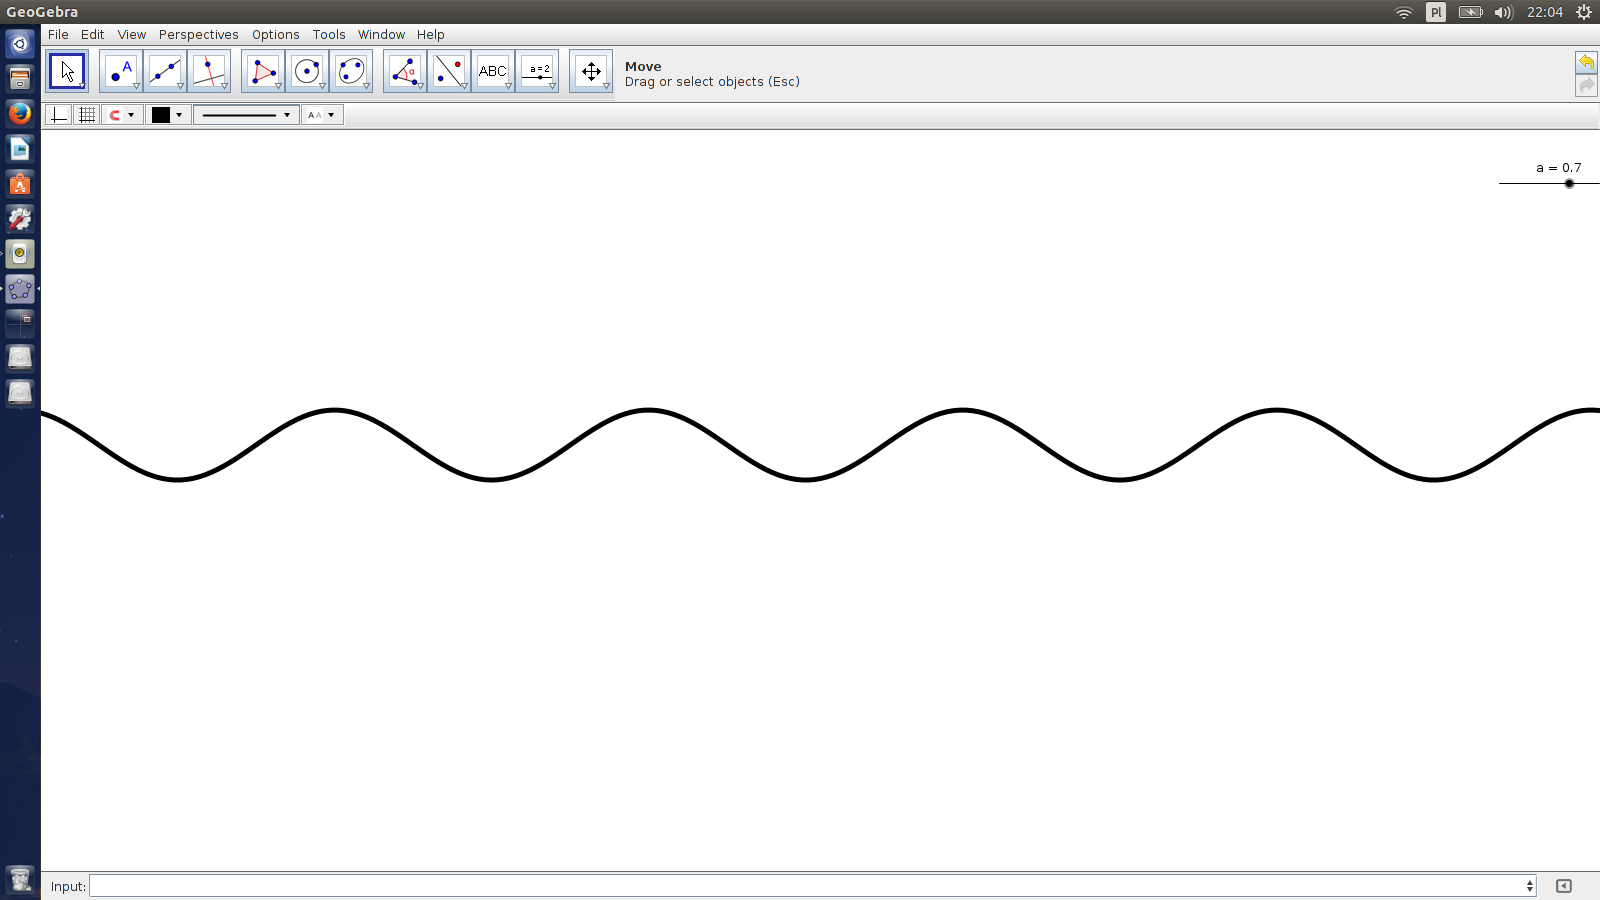 GeoGebra
Pl
22:04
File Edit View Perspectives Options Tools Window Help
A
α
ABC
a = 2
Move
Drag or select objects (Esc)
A A
a = 0.7
Input: